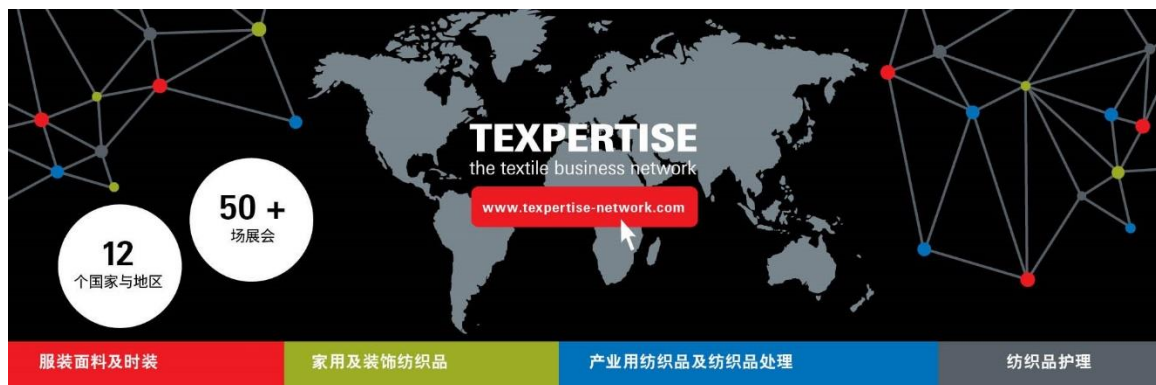 TEXPERTISE
the textile business network
www.texpertise-network.com
50 +
场展会
12
个国家与地区
服装面料及时装
家用及装饰纺织品
产业用纺织品及纺织品处理
纺织品护理